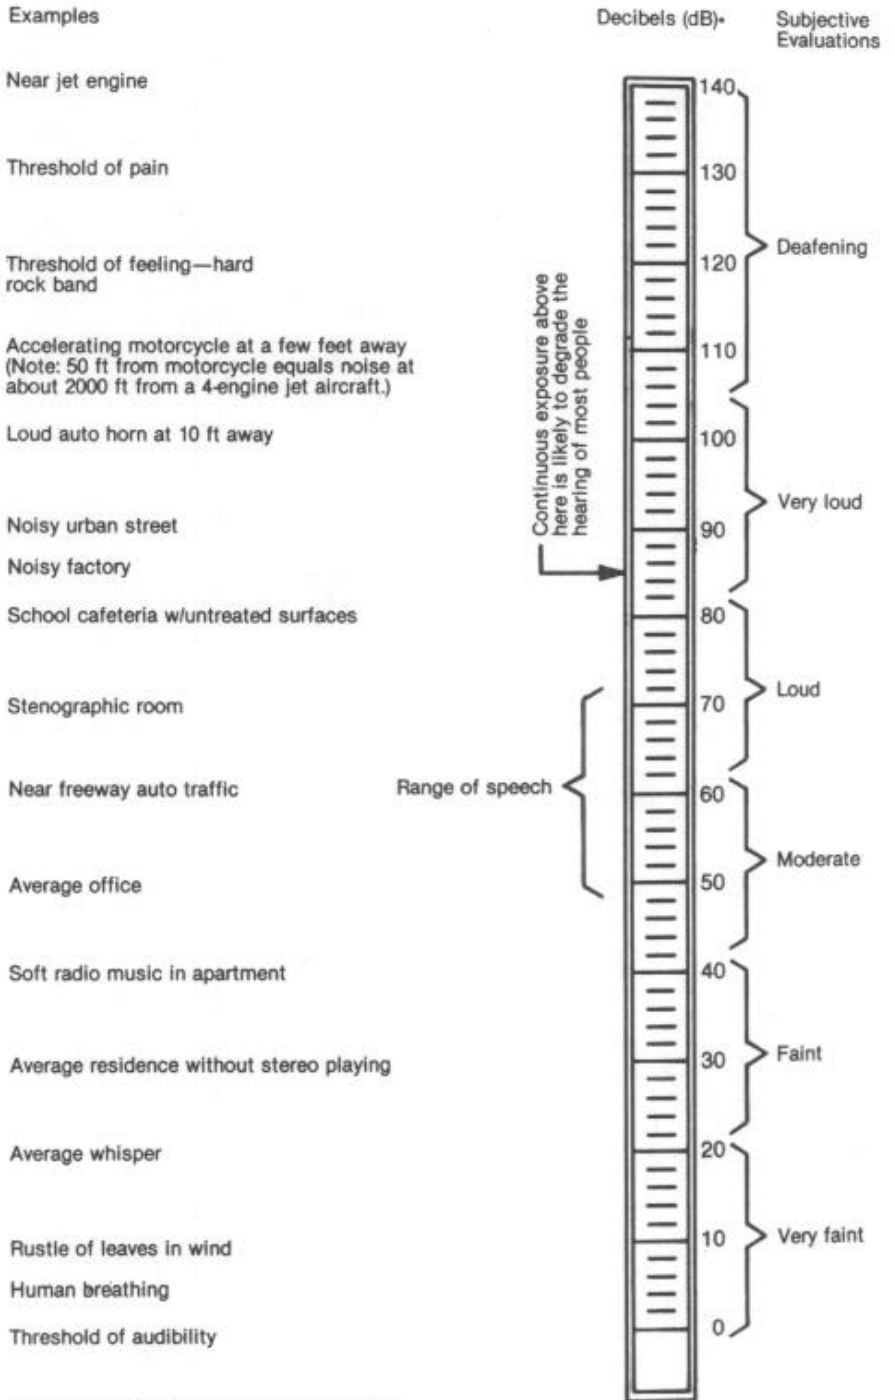 Examples
Decibels (dB)•
Subjective
Evaluations
Near jet engine
140
Threshold of pain
130
Deafening
Threshold of feeling—hard
rock band
120
Accelerating motorcycle at a few feet away
(Note: 50 ft from motorcycle equals noise at
about 2000 ft from a 4-engine jet aircraft.)
110
Continuous exposure above
here is likely to degrade the
hearing of most people
Loud auto horn at 10 ft away
100
Very loud
Noisy urban street
90
Noisy factory
School cafeteria w/untreated surfaces
80
Loud
Stenographic room
70
Near freeway auto traffic
Range of speech
60
Moderate
Average office
50
Soft radio music in apartment
40
Average residence without stereo playing
30
Faint
Average whisper
20
Rustle of leaves in wind
10
Very faint
Human breathing
Threshold of audibility
0